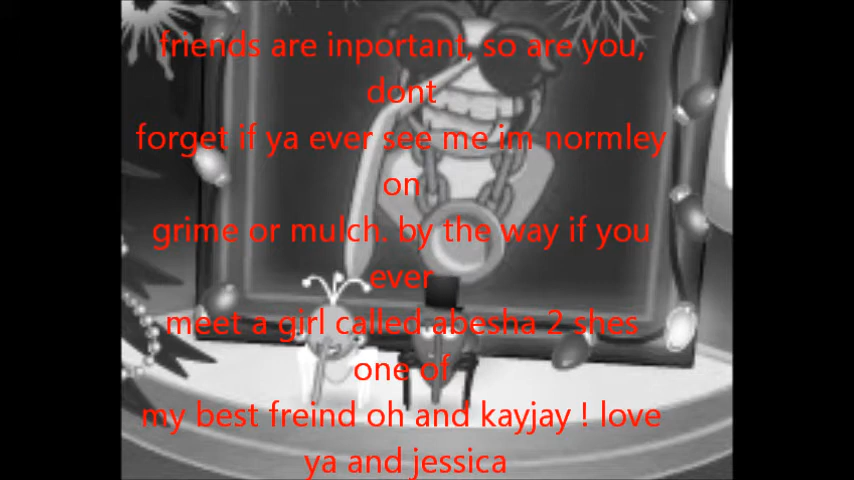 friends are inportant, so are you,
dont
forget if ya ever see me im normley
on
grime or mulch. by the way if you
ever
meet a girl called abesha 2 shes
one of
my best freind oh and kayjay ! love
ya and jessica